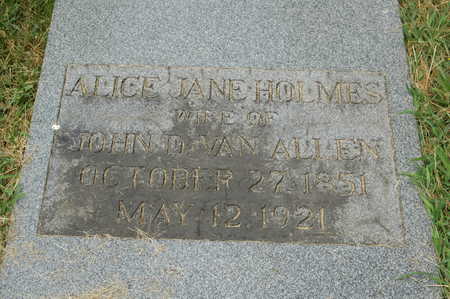 ALICE JANE HOLMES
WIFE OF
JOHN D. VAN ALLEN
OCTOBER 27. 1851
MAY 12. 1921